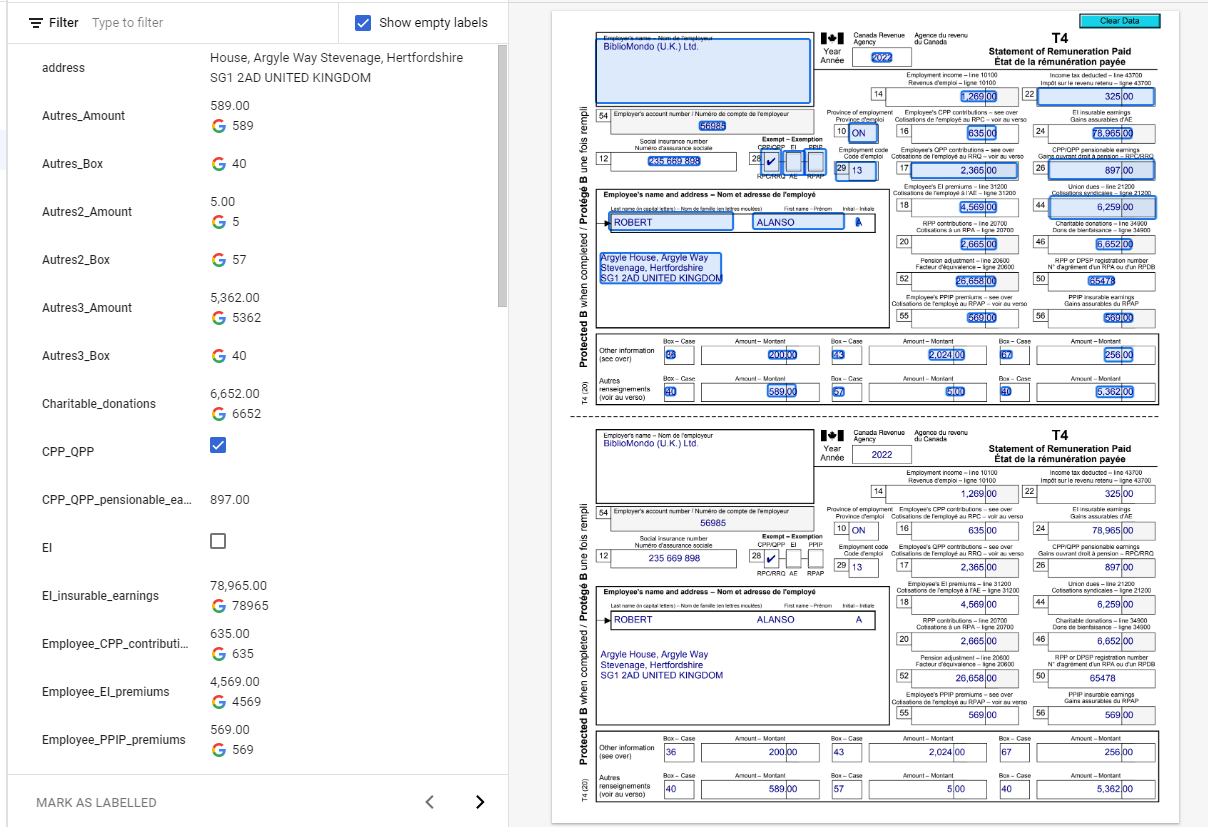 Filter
Type to filter
Show empty labels
address
House, Argyle Way Stevenage, Hertfordshire
SG1 2AD UNITED KINGDOM
Autres_Amount
589.00
589
Autres_Box
40
Autres2_Amount
5.00
5
Autres2_Box
57
Autres3_Amount
5,362.00
5362
Autres3_Box
40
Charitable_donations
6,652.00
6652
CPP_QPP
CPP_QPP_pensionable_ea...
897.00
EI
EI_insurable_earnings
78,965.00
78965
Employee_CPP_contributi...
635.00
635
Employee_EI_premiums
4,569.00
4569
Employee_PPIP_premiums
569.00
569
MARK AS LABELLED
Clear Data
Employer's name – Nom de l'employeur
BiblioMondo (U.K.) Ltd.
Canada Revenue Agency
Agence du revenu du Canada
T4
Statement of Remuneration Paid
État de la rémunération payée
Year
Année
2022
Employment income – line 10100
Revenus d'emploi – ligne 10100
14
1,269 00
Income tax deducted – line 43700
Impôt sur le revenu retenu – ligne 43700
22
325 00
54
Employer's account number / Numéro de compte de l'employeur
56985
Province of employment
Province d'emploi
10
ON
Employee's CPP contributions – see over
Cotisations de l'employé au RPC – voir au verso
16
635 00
EI insurable earnings
Gains assurables d'AE
24
78,965 00
Social insurance number
Numéro d'assurance sociale
12
235 669 898
Exempt – Exemption
CPP/QPP EI PPIP
28
✔
RPC/RRQ AE RPAP
Employment code
Code d'emploi
29
13
Employee's QPP contributions – see over
Cotisations de l'employé au RRQ – voir au verso
17
2,365 00
CPP/QPP pensionable earnings
Gains ouvrant droit à pension – RPC/RRQ
26
897 00
Employee's EI premiums – line 31200
Cotisations de l'employé à l'AE – ligne 31200
18
4,569 00
Union dues – line 21200
Cotisations syndicales – ligne 21200
44
6,259 00
Employee's name and address – Nom et adresse de l'employé
Last name (in capital letters) – Nom de famille (en lettres moulées)
First name – Prénom
Initial – Initiale
ROBERT
ALANSO
A
Argyle House, Argyle Way
Stevenage, Hertfordshire
SG1 2AD UNITED KINGDOM
RPP contributions – line 20700
Cotisations à un RPA – ligne 20700
20
2,665 00
Charitable donations – line 34900
Dons de bienfaisance – ligne 34900
46
6,652 00
Pension adjustment – line 20600
Facteur d'équivalence – ligne 20600
52
26,658 00
RPP or DPSP registration number
N° d'agrément d'un RPA ou d'un RPDB
50
65478
Employee's PPIP premiums – see over
Cotisations de l'employé au RPAP – voir au verso
55
569 00
PPIP insurable earnings
Gains assurables du RPAP
56
569 00
Protected B when completed / Protégé B une fois rempli
T4 (20)
Other information
(see over)
Box – Case
Amount – Montant
Box – Case
Amount – Montant
Box – Case
Amount – Montant
36
200 00
43
2,024 00
67
256 00
Autres
renseignements
(voir au verso)
Box – Case
Amount – Montant
Box – Case
Amount – Montant
Box – Case
Amount – Montant
40
589 00
57
5 00
40
5,362 00
Employer's name – Nom de l'employeur
BiblioMondo (U.K.) Ltd.
Canada Revenue Agency
Agence du revenu du Canada
T4
Statement of Remuneration Paid
État de la rémunération payée
Year
Année
2022
Employment income – line 10100
Revenus d'emploi – ligne 10100
14
1,269 00
Income tax deducted – line 43700
Impôt sur le revenu retenu – ligne 43700
22
325 00
54
Employer's account number / Numéro de compte de l'employeur
56985
Province of employment
Province d'emploi
10
ON
Employee's CPP contributions – see over
Cotisations de l'employé au RPC – voir au verso
16
635 00
EI insurable earnings
Gains assurables d'AE
24
78,965 00
Social insurance number
Numéro d'assurance sociale
12
235 669 898
Exempt – Exemption
CPP/QPP EI PPIP
28
✔
RPC/RRQ AE RPAP
Employment code
Code d'emploi
29
13
Employee's QPP contributions – see over
Cotisations de l'employé au RRQ – voir au verso
17
2,365 00
CPP/QPP pensionable earnings
Gains ouvrant droit à pension – RPC/RRQ
26
897 00
Employee's EI premiums – line 31200
Cotisations de l'employé à l'AE – ligne 31200
18
4,569 00
Union dues – line 21200
Cotisations syndicales – ligne 21200
44
6,259 00
Employee's name and address – Nom et adresse de l'employé
Last name (in capital letters) – Nom de famille (en lettres moulées)
First name – Prénom
Initial – Initiale
ROBERT
ALANSO
A
Argyle House, Argyle Way
Stevenage, Hertfordshire
SG1 2AD UNITED KINGDOM
RPP contributions – line 20700
Cotisations à un RPA – ligne 20700
20
2,665 00
Charitable donations – line 34900
Dons de bienfaisance – ligne 34900
46
6,652 00
Pension adjustment – line 20600
Facteur d'équivalence – ligne 20600
52
26,658 00
RPP or DPSP registration number
N° d'agrément d'un RPA ou d'un RPDB
50
65478
Employee's PPIP premiums – see over
Cotisations de l'employé au RPAP – voir au verso
55
569 00
PPIP insurable earnings
Gains assurables du RPAP
56
569 00
Protected B when completed / Protégé B une fois rempli
T4 (20)
Other information
(see over)
Box – Case
Amount – Montant
Box – Case
Amount – Montant
Box – Case
Amount – Montant
36
200 00
43
2,024 00
67
256 00
Autres
renseignements
(voir au verso)
Box – Case
Amount – Montant
Box – Case
Amount – Montant
Box – Case
Amount – Montant
40
589 00
57
5 00
40
5,362 00